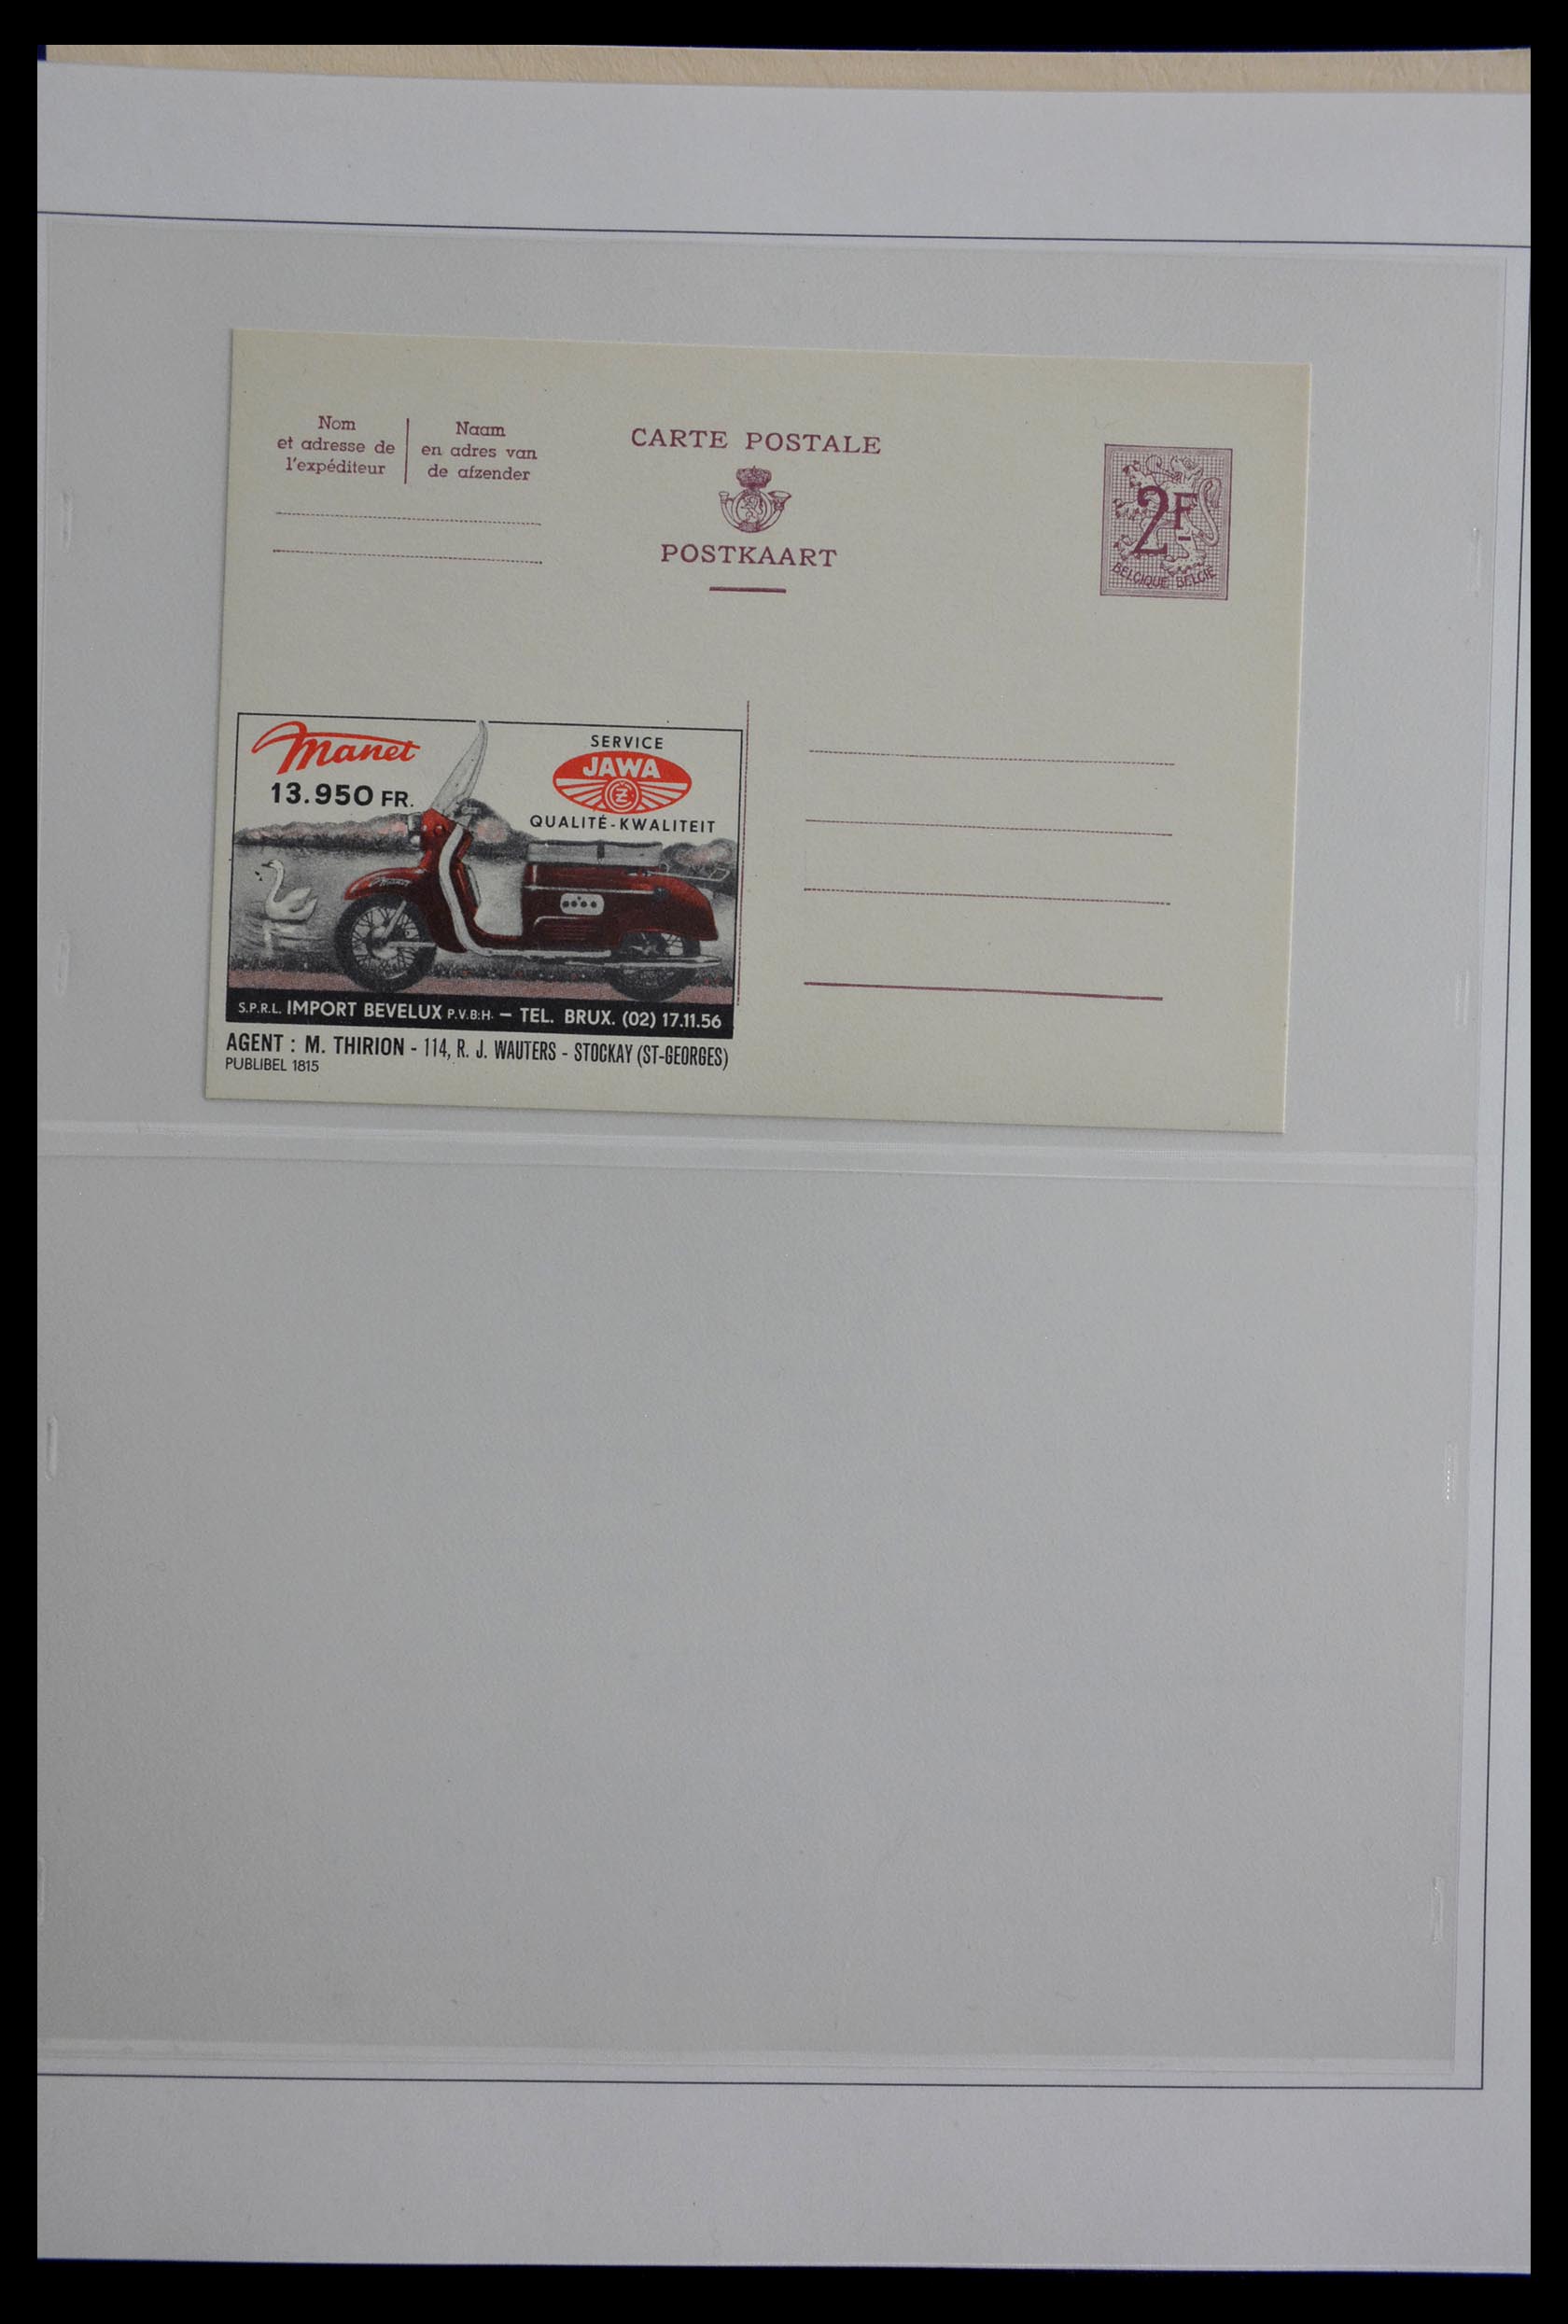 Nom
et adresse de
l'expéditeur
Naam
en adres van
de afzender
CARTE POSTALE
POSTKAART
2F
BELGIQUE BELGIË
Manet
13.950 FR.
SERVICE
JAWA
CZ
QUALITÉ-KWALITEIT
S.P.R.L. IMPORT BEVELUX P.V.B.H. — TEL. BRUX. (02) 17.11.56
AGENT : M. THIRION - 114, R. J. WAUTERS - STOCKAY (ST-GEORGES)
PUBLIBEL 1815